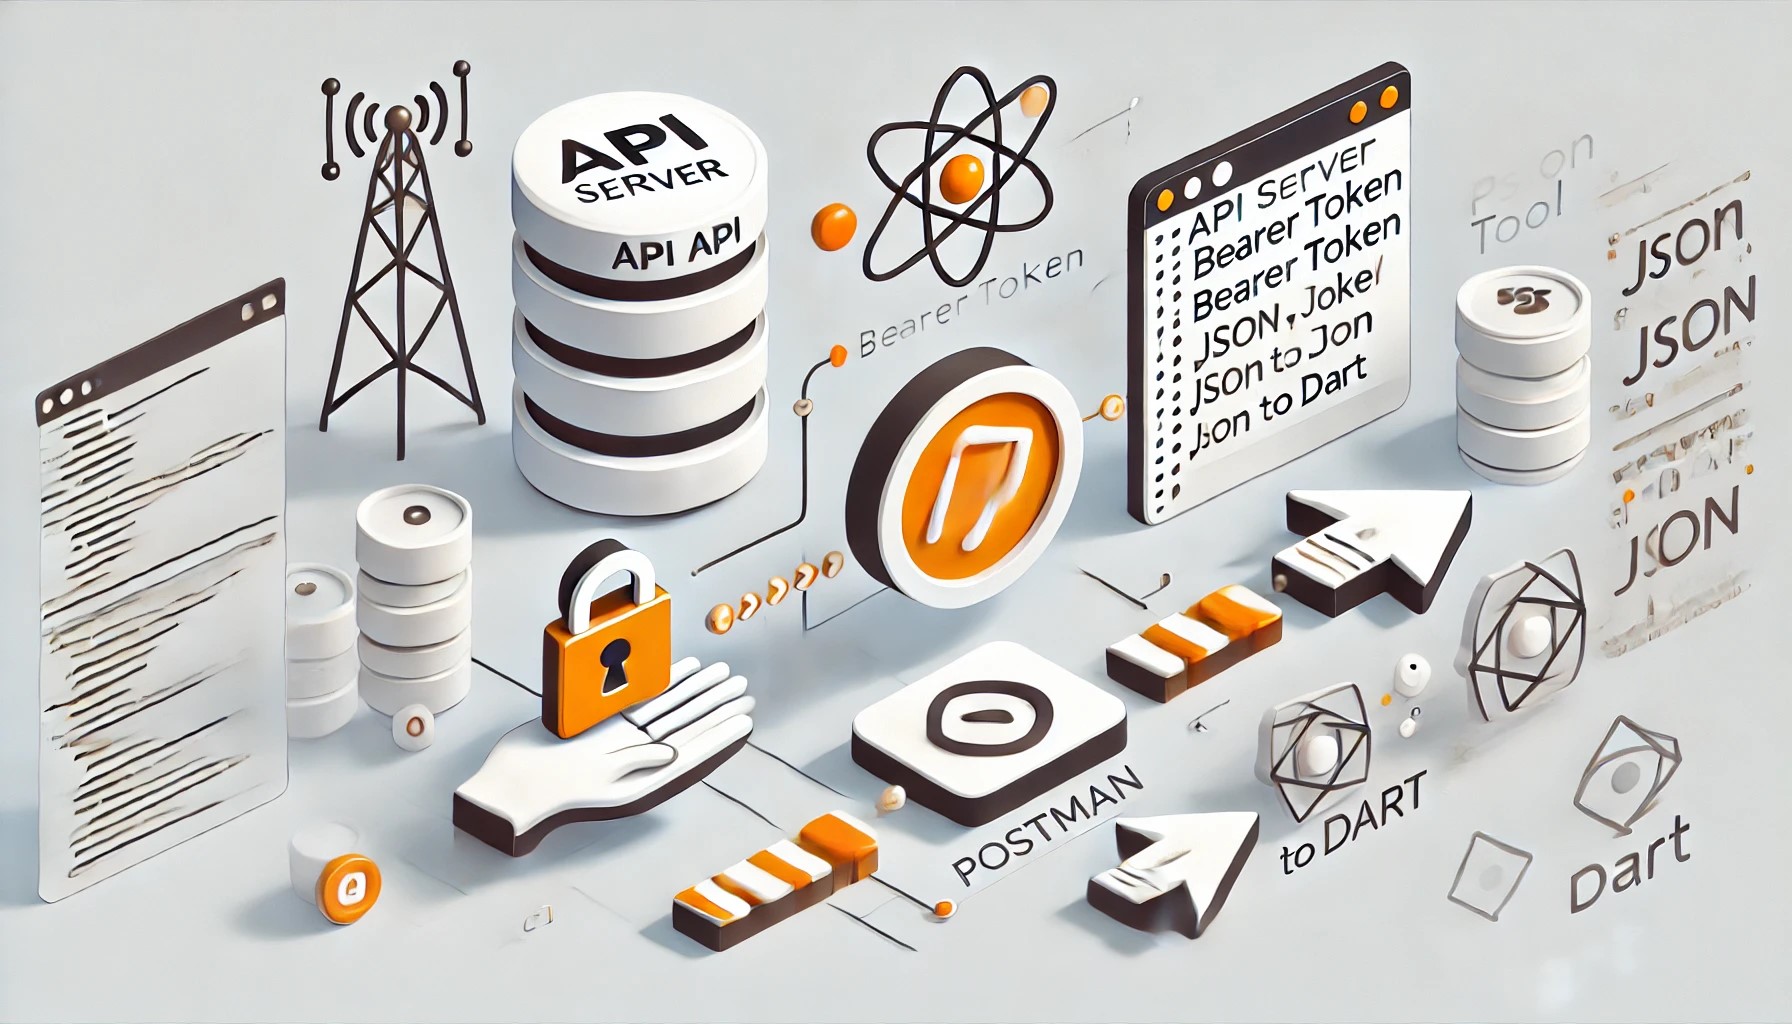 API
SERVER
API API
Bearer Token
API Server
Bearer Token
Bearer Token
JSON, Jokel
Json to Jon
Json to Dart
Tool
JSON
JSON
JSON
POSTMAN
to DART
Dart